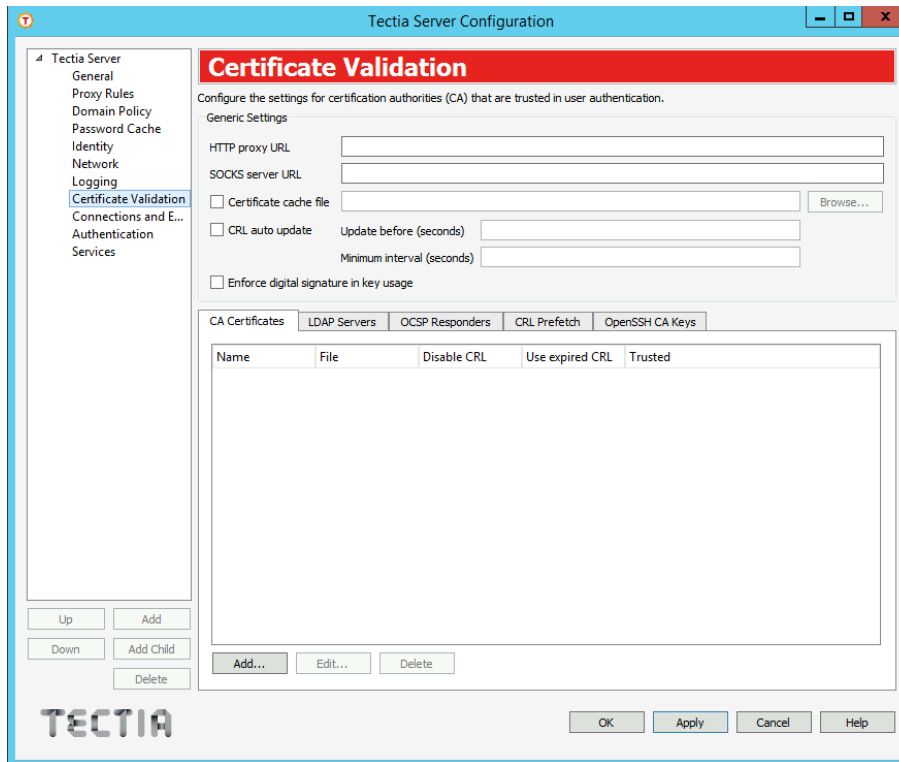 Tectia Server Configuration
Tectia Server
General
Proxy Rules
Domain Policy
Password Cache
Identity
Network
Logging
Certificate Validation
Connections and E...
Authentication
Services
Up Add
Down Add Child
Delete
TECTIA
Certificate Validation
Configure the settings for certification authorities (CA) that are trusted in user authentication.
Generic Settings
HTTP proxy URL
SOCKS server URL
Certificate cache file Browse...
CRL auto update Update before (seconds)
Minimum interval (seconds)
Enforce digital signature in key usage
CA Certificates LDAP Servers OCSP Responders CRL Prefetch OpenSSH CA Keys
Name File Disable CRL Use expired CRL Trusted
Add... Edit... Delete
OK Apply Cancel Help